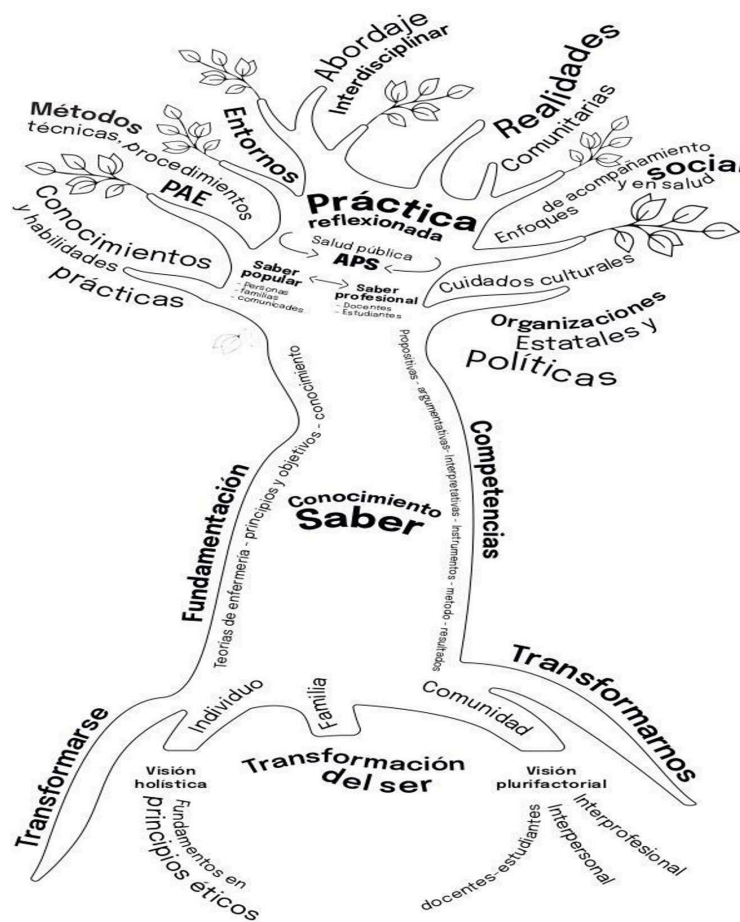 Abordaje
Interdisciplinar
Realidades
Comunitarias
Entornos
Métodos
técnicas, procedimientos
PAE
Conocimientos
y habilidades
prácticas
Práctica
reflexionada
Enfoques
de acompañamiento
social
y en salud
Salud pública
APS
Saber
popular
- Personas
- familias
- comunicades
Saber
profesional
- Docentes
- Estudiantes
Cuidados culturales
Organizaciones
Estatales y
Políticas
Fundamentación
Teorías de enfermería - principios y objetivos - conocimiento
Conocimiento
Saber
Propositivas - argumentativas- Interpretativas - Instrumentos - metodo - resultados
Competencias
Transformarse
Individuo
Familia
Comunidad
Transformarnos
Transformación
del ser
Visión
holística
Fundamentos en
principios éticos
Visión
plurifactorial
docentes-estudiantes
Interpersonal
Interprofesional